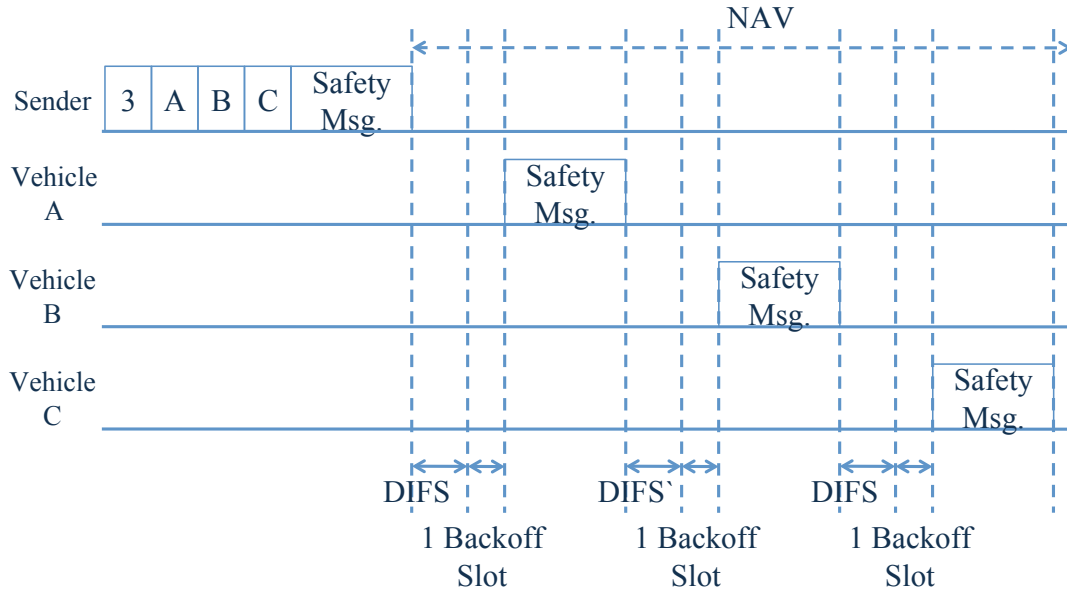 NAV
Sender
3
A
B
C
Safety
Msg.
Vehicle
A
Safety
Msg.
Vehicle
B
Safety
Msg.
Vehicle
C
Safety
Msg.
DIFS
DIFS`
DIFS
1 Backoff
Slot
1 Backoff
Slot
1 Backoff
Slot